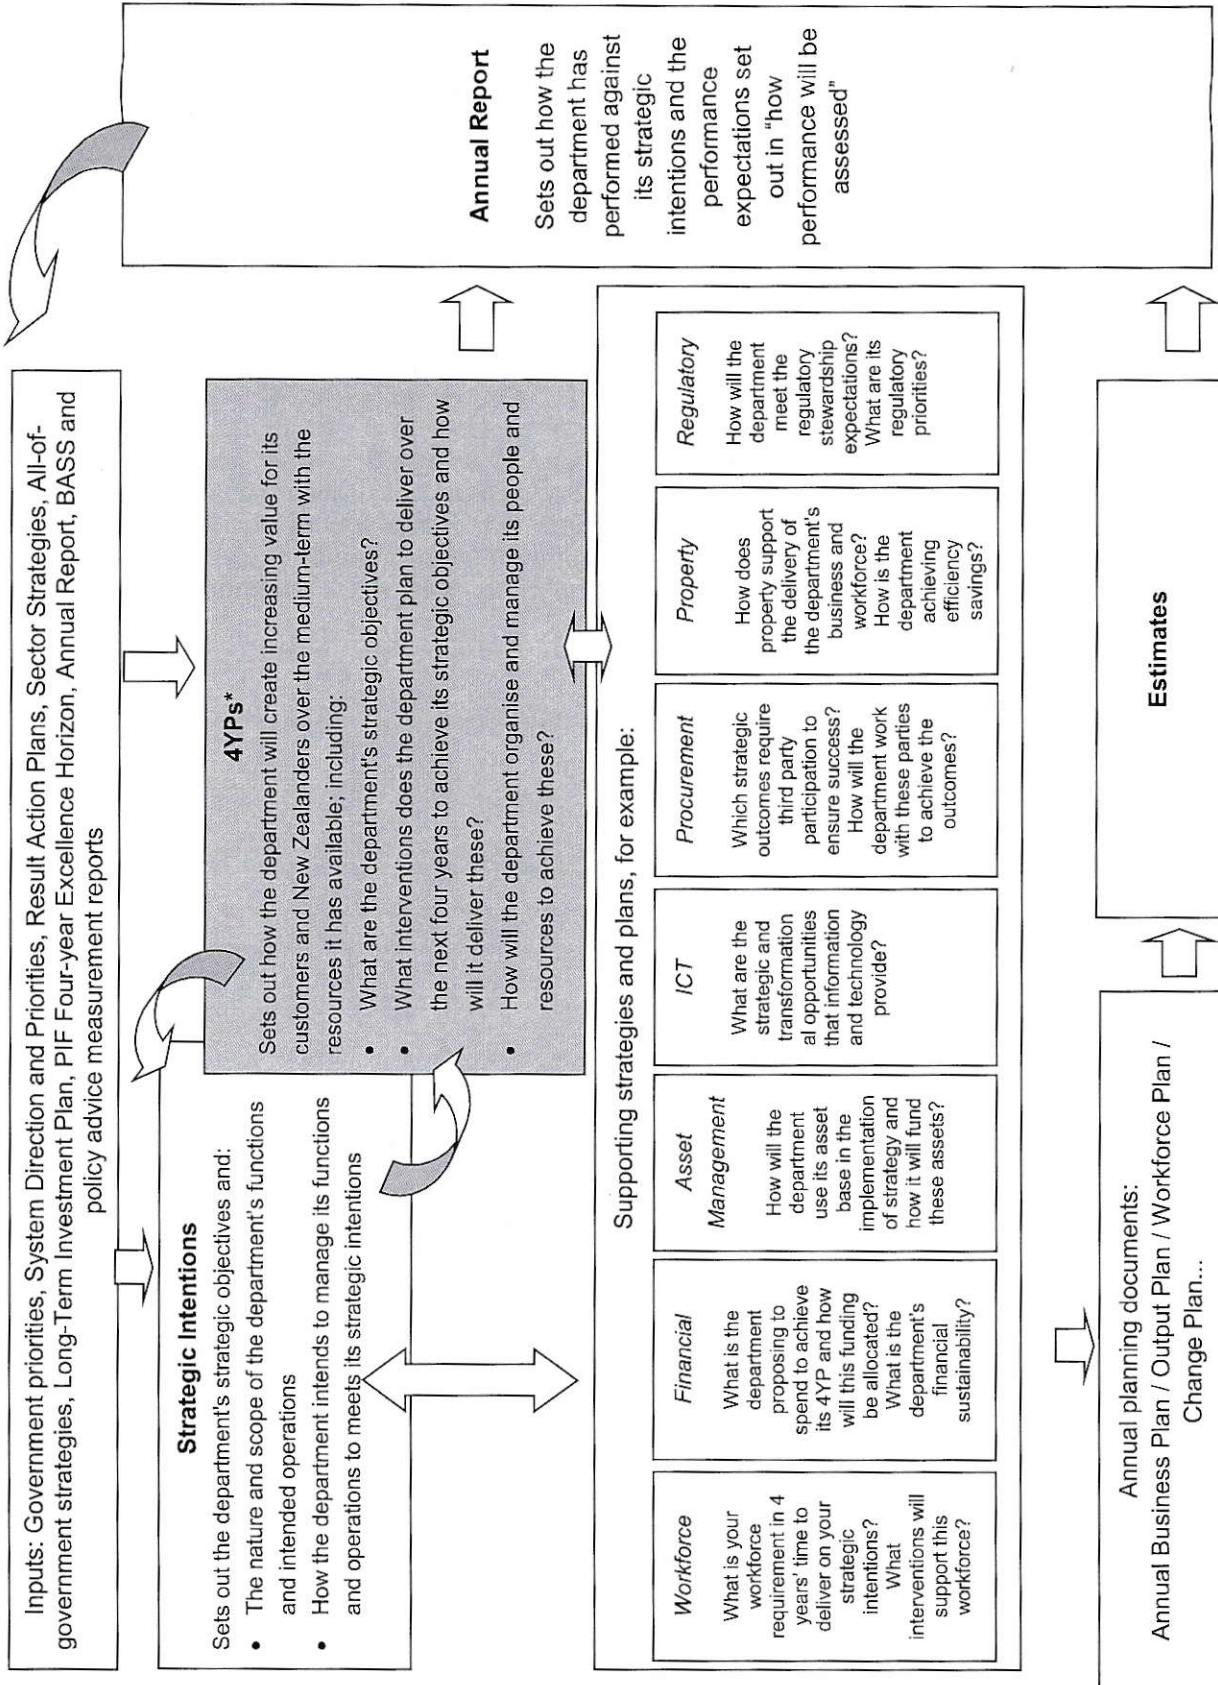 Inputs: Government priorities, System Direction and Priorities, Result Action Plans, Sector Strategies, All-of-
government strategies, Long-Term Investment Plan, PIF Four-year Excellence Horizon, Annual Report, BASS and
policy advice measurement reports
Strategic Intentions
Sets out the department's strategic objectives and:
• The nature and scope of the department's functions
and intended operations
• How the department intends to manage its functions
and operations to meets its strategic intentions
4YPs*
Sets out how the department will create increasing value for its
customers and New Zealanders over the medium-term with the
resources it has available; including:
• What are the department's strategic objectives?
• What interventions does the department plan to deliver over
the next four years to achieve its strategic objectives and how
will it deliver these?
• How will the department organise and manage its people and
resources to achieve these?
Supporting strategies and plans, for example:
Workforce
What is your
workforce
requirement in 4
years' time to
deliver on your
strategic
intentions?
What
interventions will
support this
workforce?
Financial
What is the
department
proposing to
spend to achieve
its 4YP and how
will this funding
be allocated?
What is the
department's
financial
sustainability?
Asset
Management
How will the
department
use its asset
base in the
implementation
of strategy and
how it will fund
these assets?
ICT
What are the
strategic and
transformation
al opportunities
that information
and technology
provide?
Procurement
Which strategic
outcomes require
third party
participation to
ensure success?
How will the
department work
with these parties
to achieve the
outcomes?
Property
How does
property support
the delivery of
the department's
business and
workforce?
How is the
department
achieving
efficiency
savings?
Regulatory
How will the
department
meet the
regulatory
stewardship
expectations?
What are its
regulatory
priorities?
Annual planning documents:
Annual Business Plan / Output Plan / Workforce Plan /
Change Plan...
Estimates
Annual Report
Sets out how the
department has
performed against
its strategic
intentions and the
performance
expectations set
out in "how
performance will be
assessed"